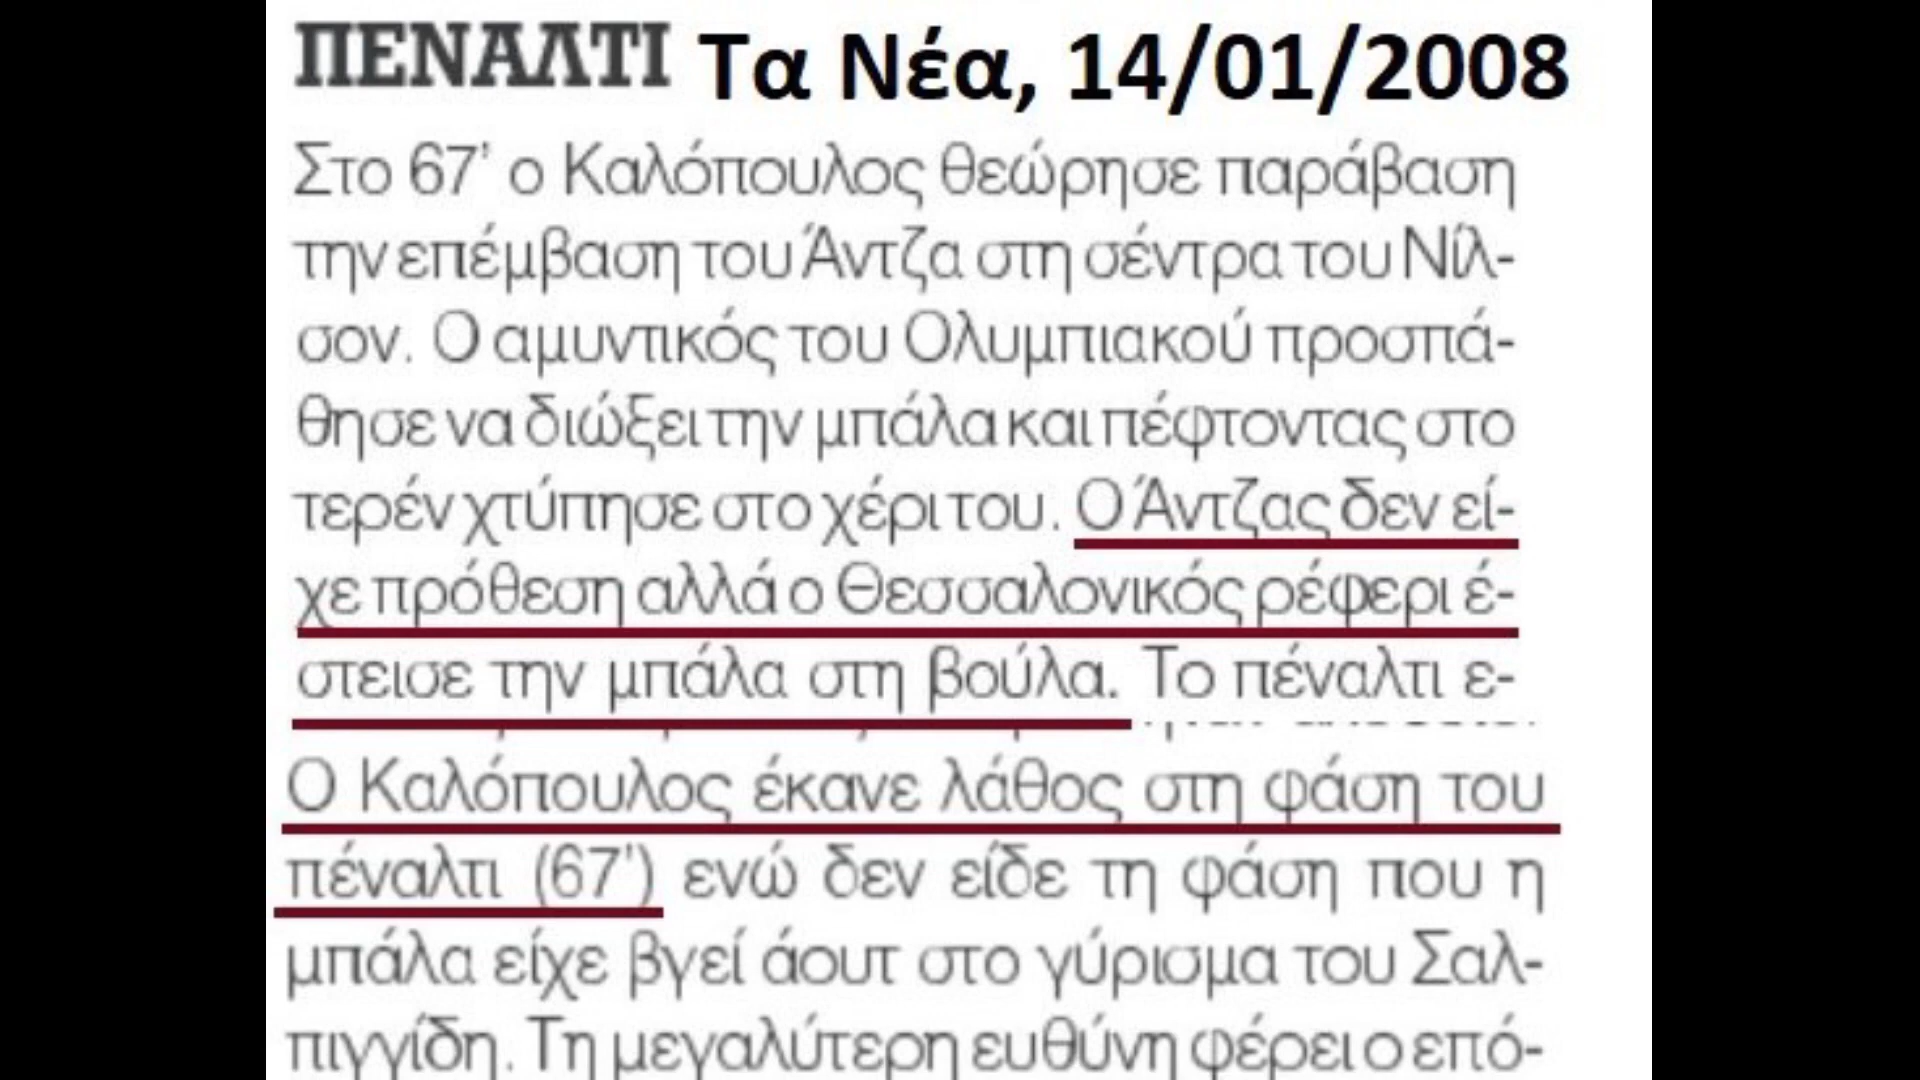 ΠΕΝΑΛΤΙ Τα Νέα, 14/01/2008
Στο 67' ο Καλόπουλος θεώρησε παράβαση
την επέμβαση του Άντζα στη σέντρα του Νίλ-
σον. Ο αμυντικός του Ολυμπιακού προσπά-
θησε να διώξει την μπάλα και πέφτοντας στο
τερέν χτύπησε στο χέρι του. Ο Άντζας δεν εί-
χε πρόθεση αλλά ο Θεσσαλονικός ρέφερι έ-
στεισε την μπάλα στη βούλα. Το πέναλτι ε-
Ο Καλόπουλος έκανε λάθος στη φάση του
πέναλτι (67') ενώ δεν είδε τη φάση που η
μπάλα είχε βγεί άουτ στο γύρισμα του Σαλ-
πιγγίδη. Τη μεγαλύτερη ευθύνη φέρει ο επό-